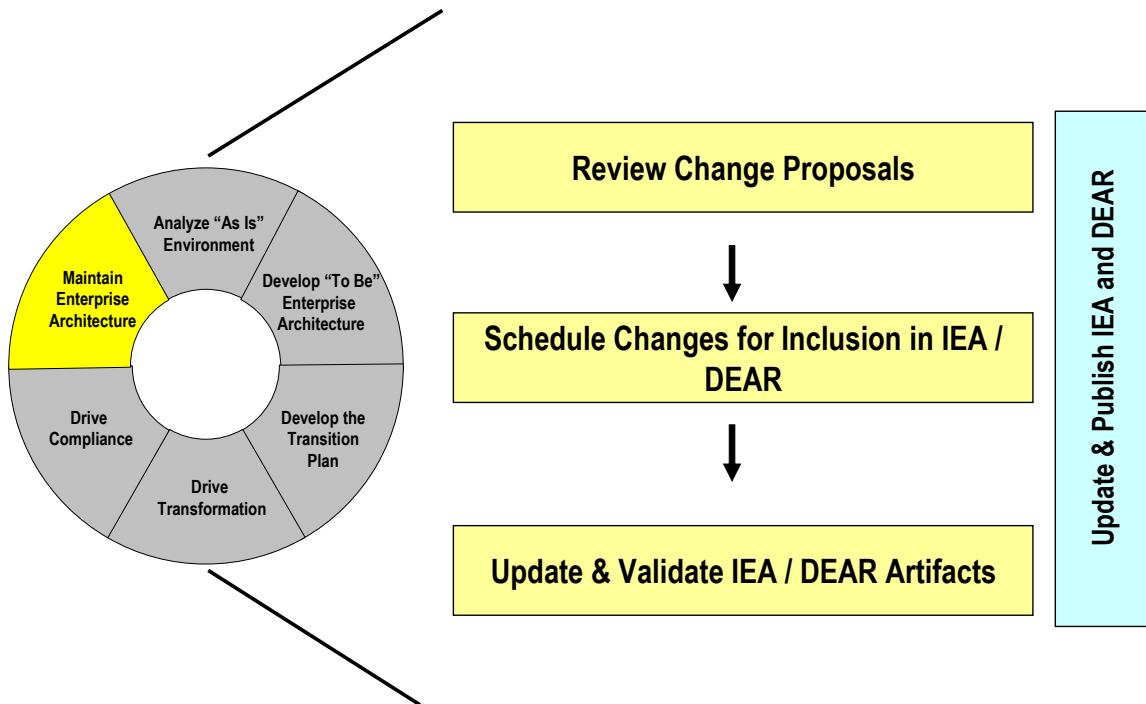 Analyze “As Is”
Environment
Develop “To Be”
Enterprise
Architecture
Develop the
Transition
Plan
Drive
Transformation
Drive
Compliance
Maintain
Enterprise
Architecture
Review Change Proposals
Schedule Changes for Inclusion in IEA /
DEAR
Update & Validate IEA / DEAR Artifacts
Update & Publish IEA and DEAR